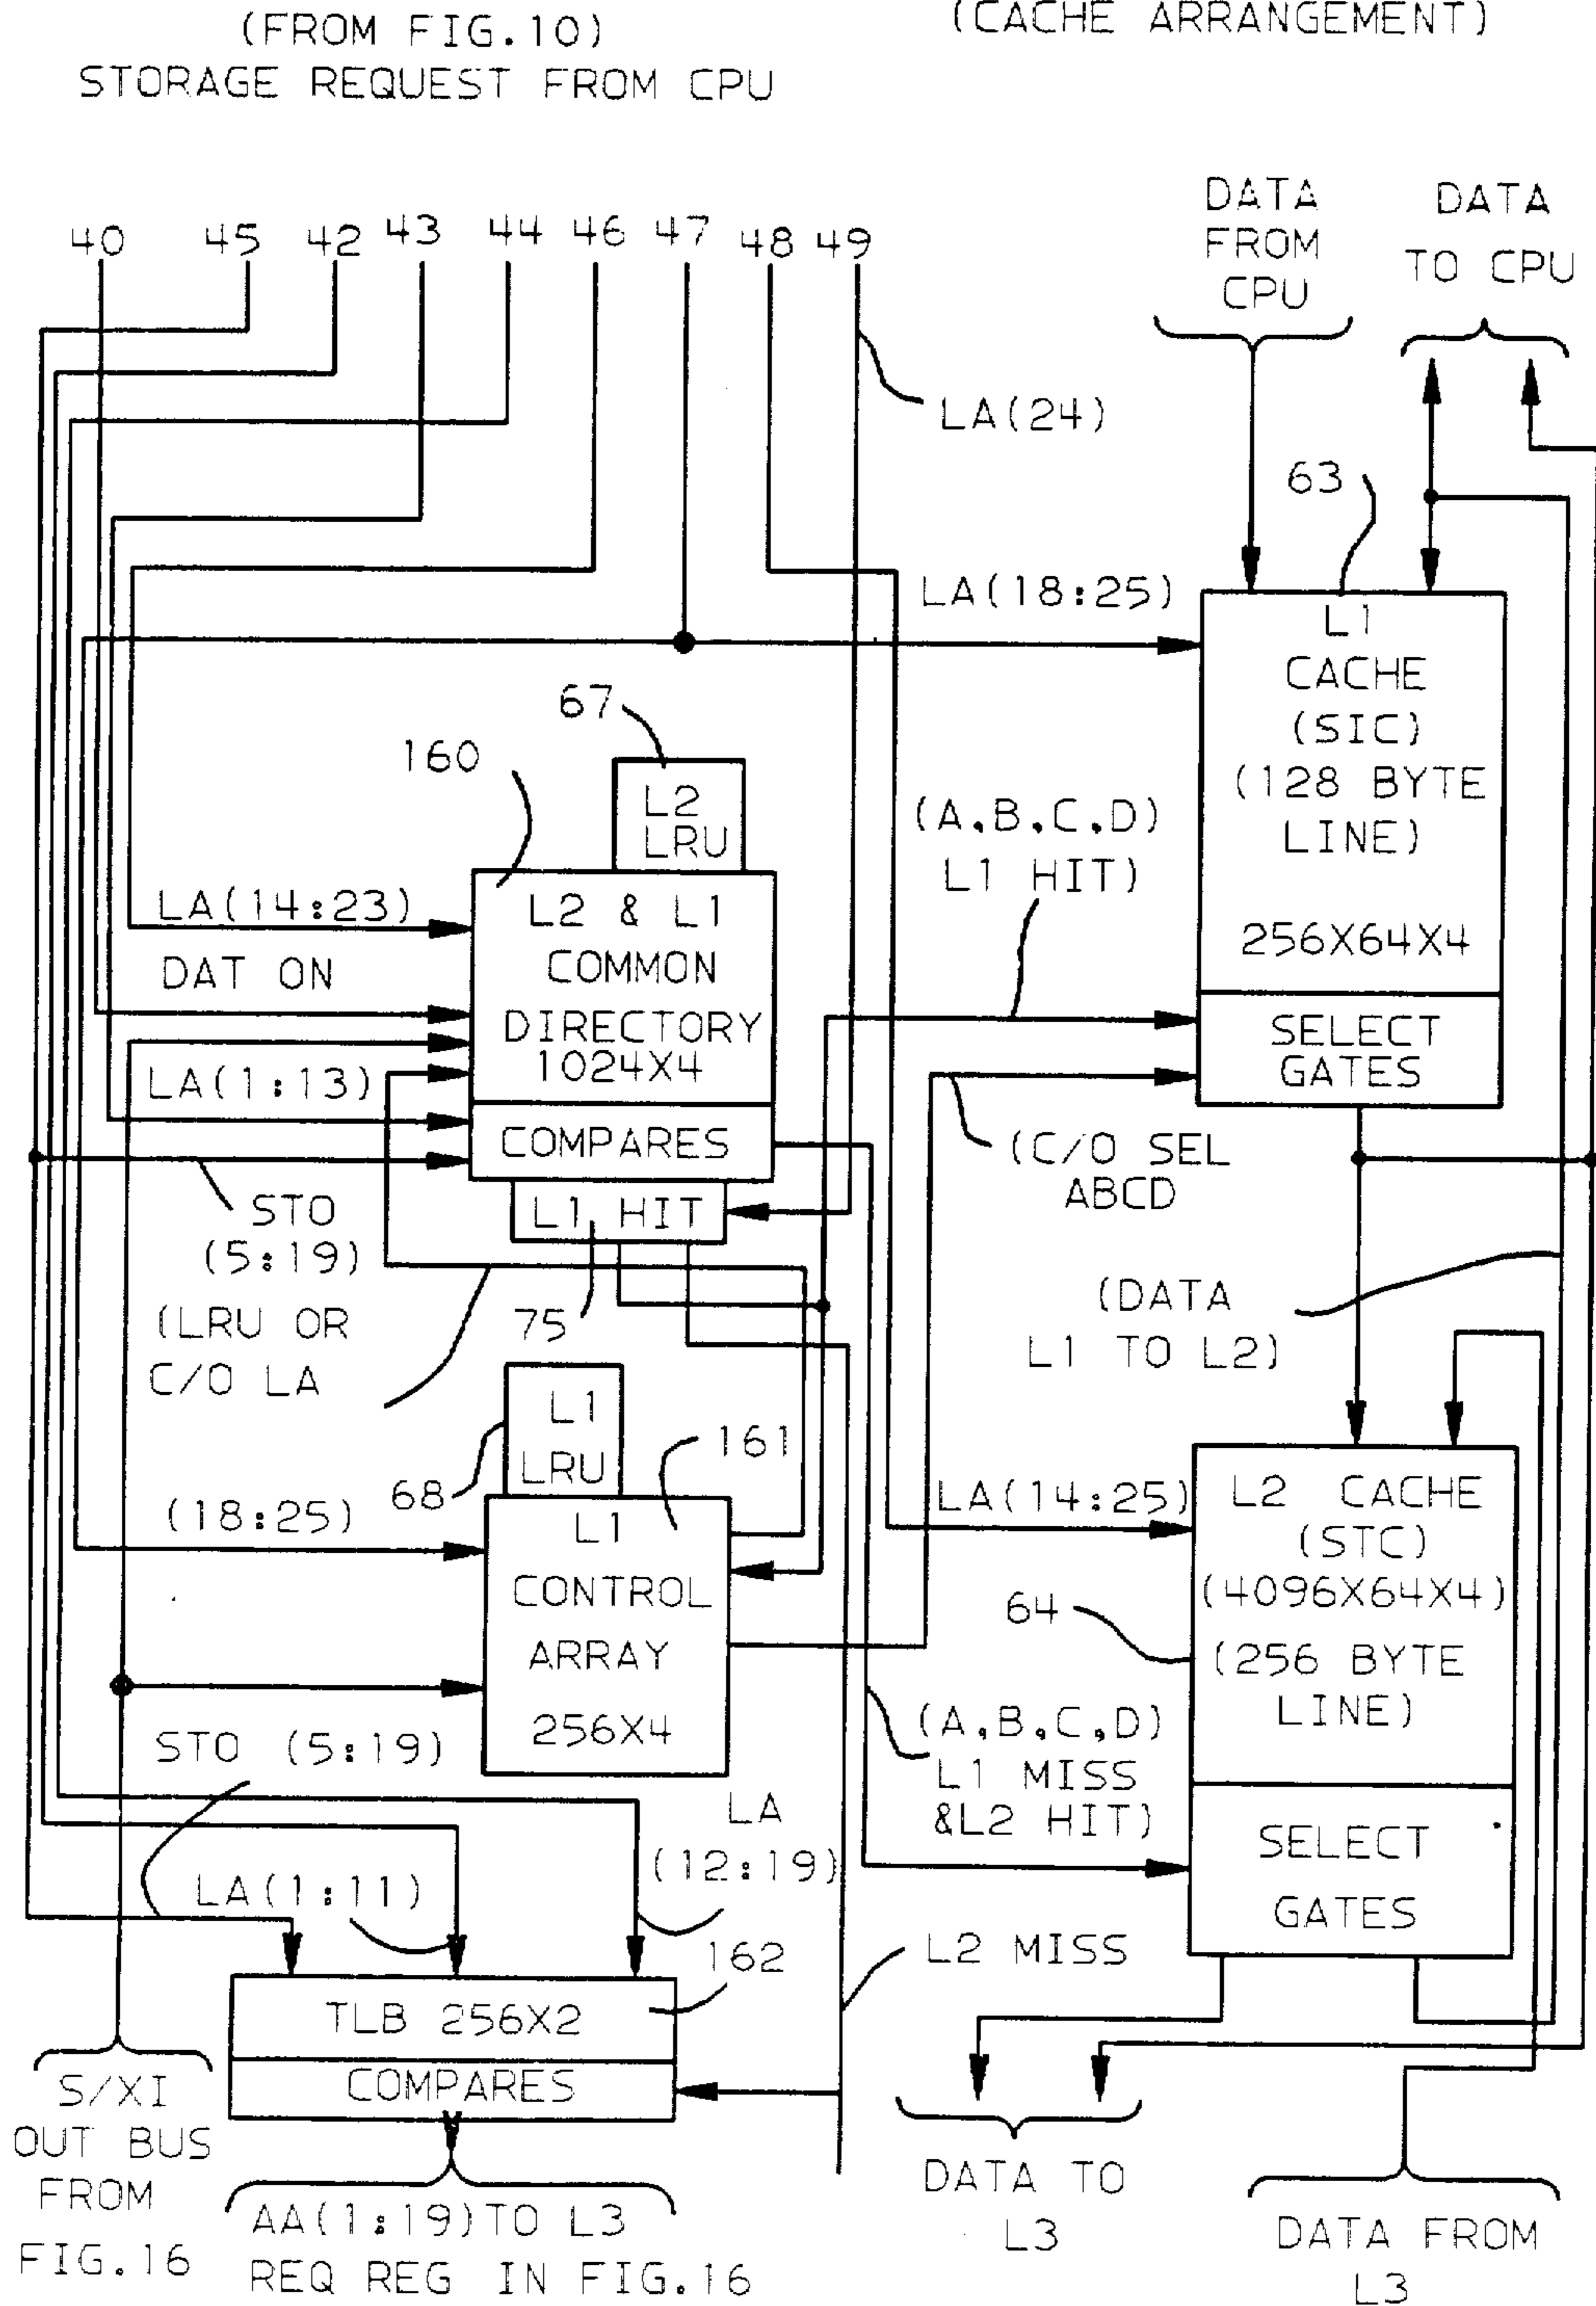 (FROM FIG.10)
STORAGE REQUEST FROM CPU
(CACHE ARRANGEMENT)
40
45
42
43
44
46
47
48
49
DATA
FROM
CPU
DATA
TO CPU
LA(24)
63
LA(18:25)
L1
CACHE
(SIC)
(128 BYTE
LINE)
256X64X4
SELECT
GATES
67
160
L2
LRU
(A,B,C,D)
L1 HIT)
LA(14:23)
DAT ON
L2 & L1
COMMON
DIRECTORY
1024X4
LA(1:13)
COMPARES
L1 HIT
STO
(5:19)
(C/O SEL
ABCD
(LRU OR
C/O LA
75
(DATA
L1 TO L2)
L1
LRU
68
161
(18:25)
L1
CONTROL
ARRAY
256X4
LA(14:25)
L2 CACHE
(STC)
(4096X64X4)
(256 BYTE
LINE)
64
SELECT
GATES
STO (5:19)
(A,B,C,D)
L1 MISS
&L2 HIT)
LA
(12:19)
LA(1:11)
162
L2 MISS
TLB 256X2
COMPARES
S/XI
OUT BUS
FROM
FIG.16
AA(1:19)TO L3
REQ REG IN FIG.16
DATA TO
L3
DATA FROM
L3